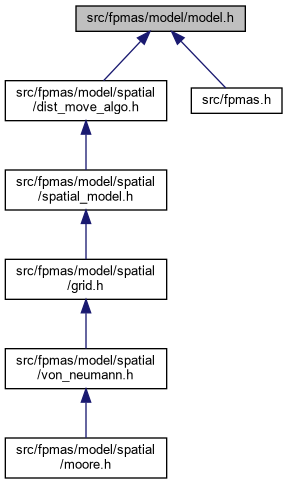 src/fpmas/model/model.h
src/fpmas/model/spatial
/dist_move_algo.h
src/fpmas.h
src/fpmas/model/spatial
/spatial_model.h
src/fpmas/model/spatial
/grid.h
src/fpmas/model/spatial
/von_neumann.h
src/fpmas/model/spatial
/moore.h